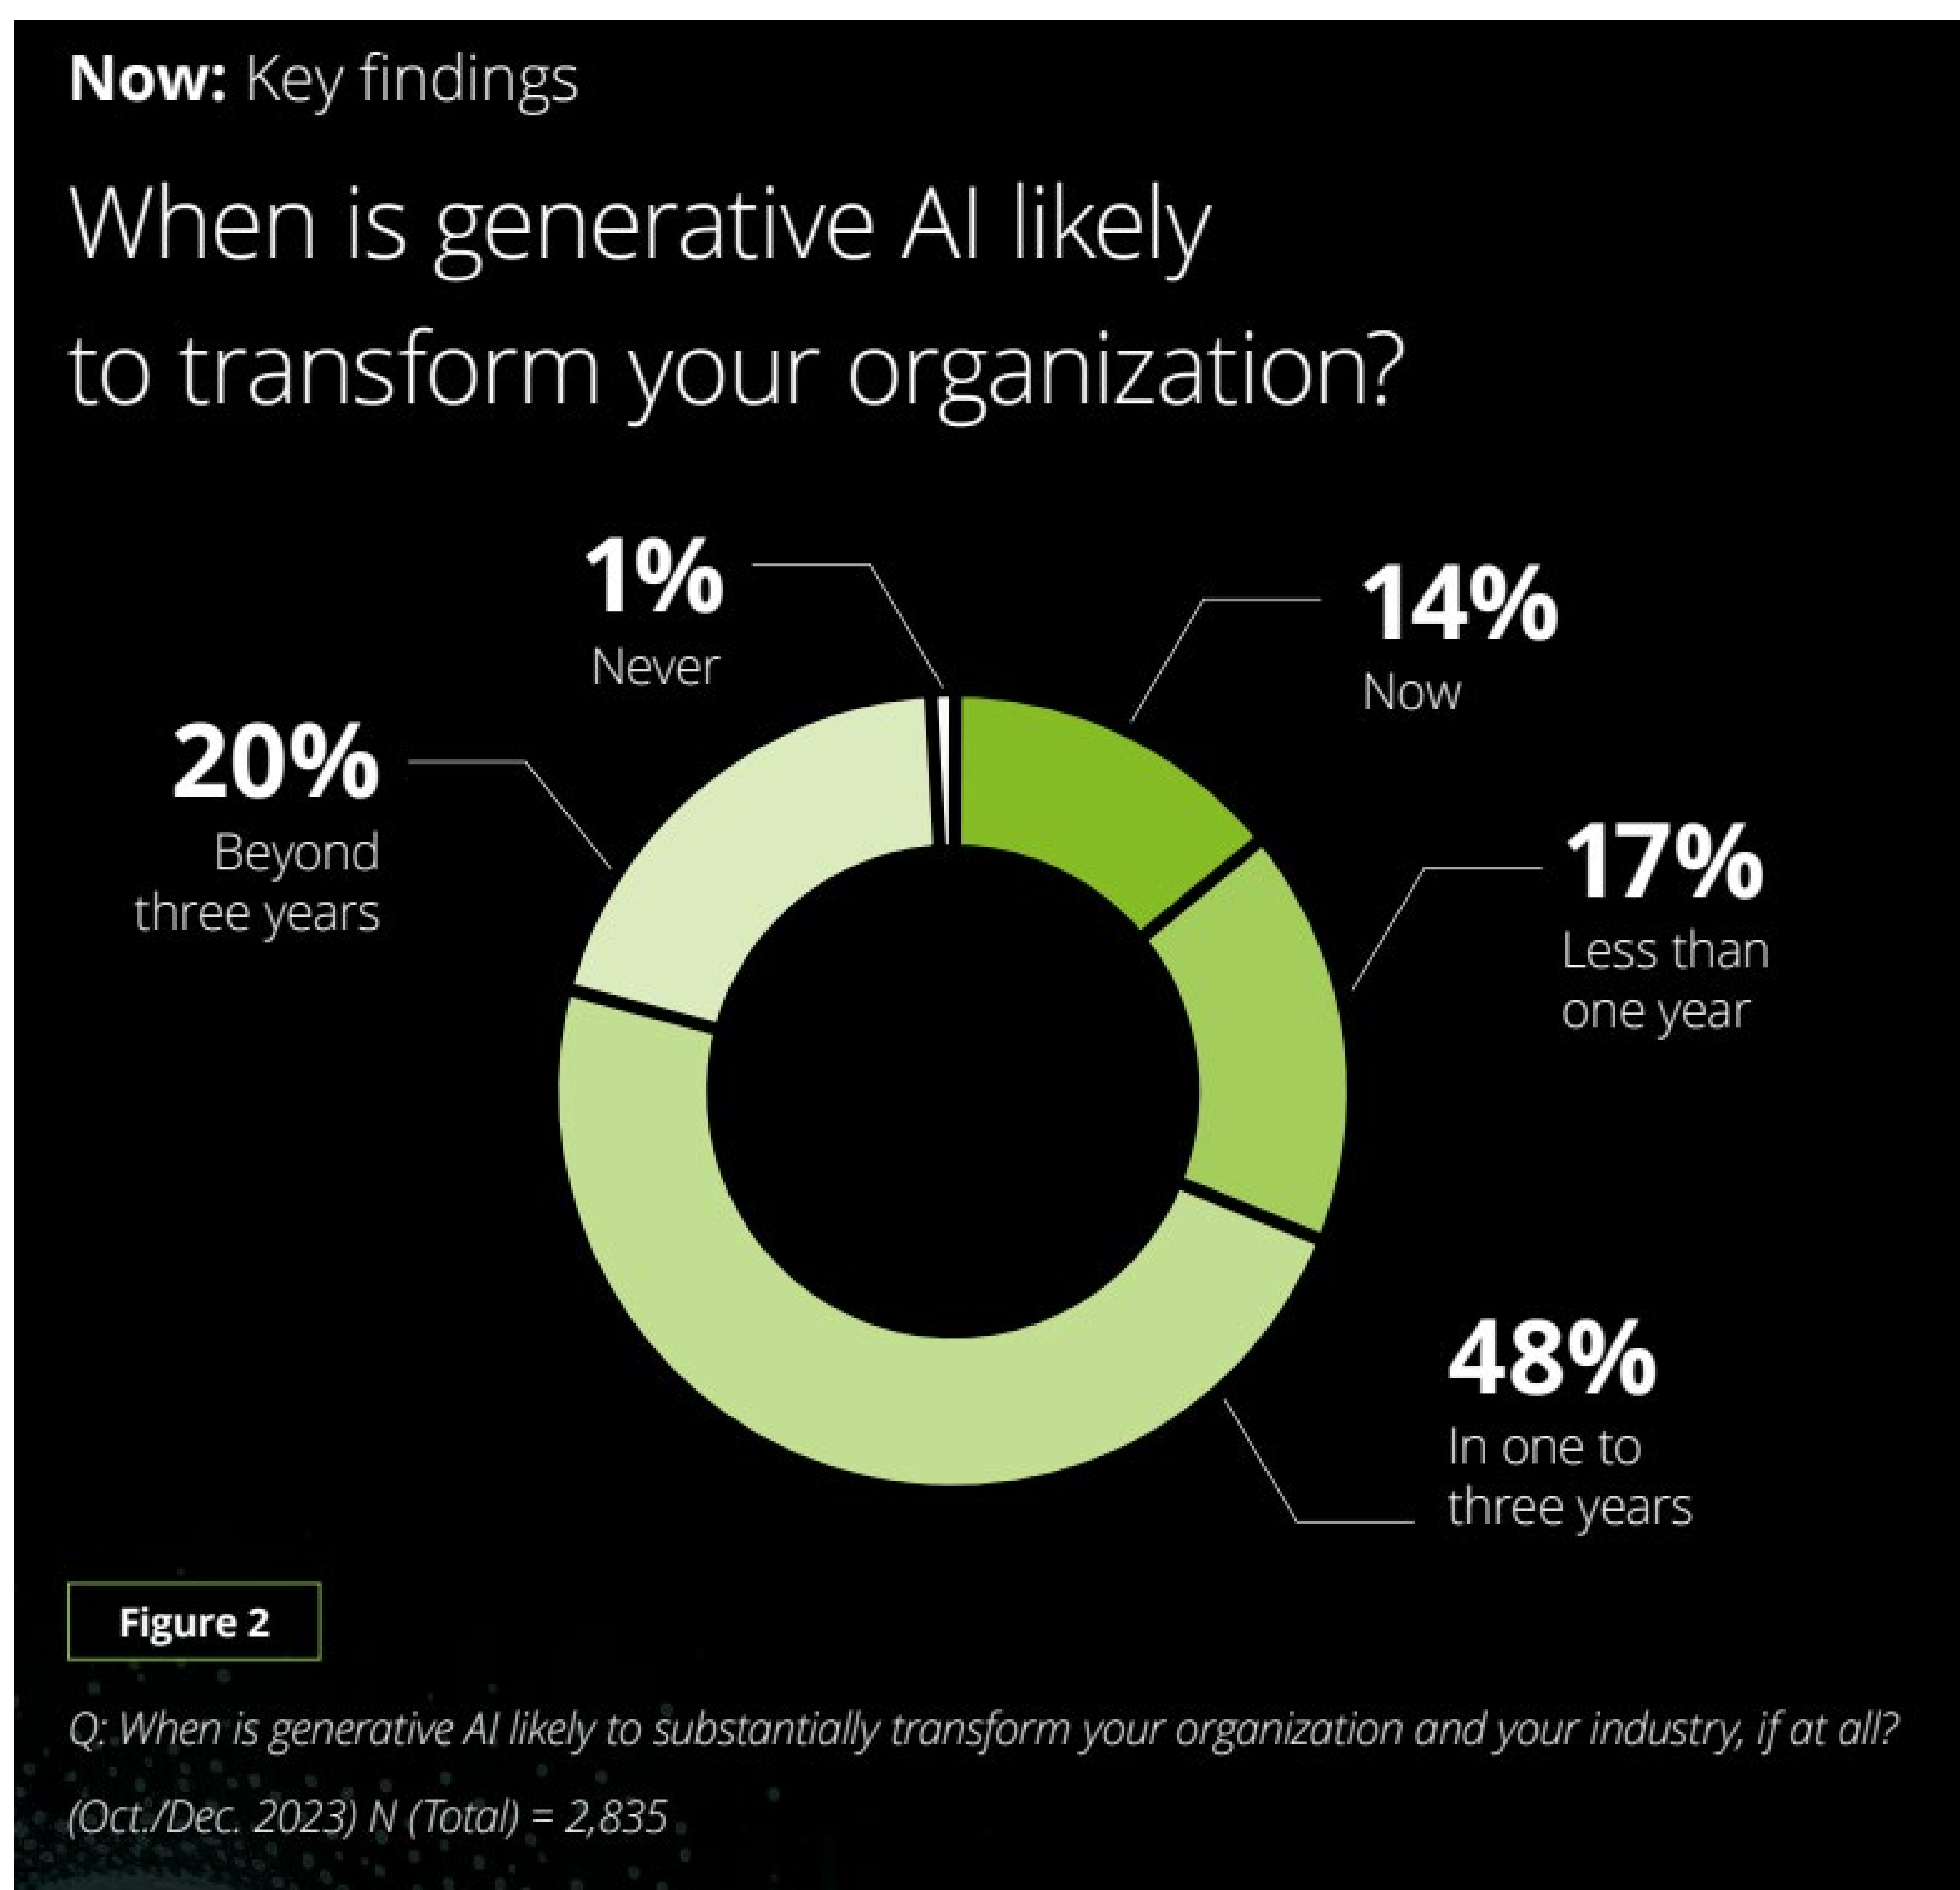 Now: Key findings
When is generative AI likely
to transform your organization?
1%
Never
14%
Now
20%
Beyond
three years
17%
Less than
one year
48%
In one to
three years
Figure 2
Q: When is generative AI likely to substantially transform your organization and your industry, if at all?
(Oct./Dec. 2023) N (Total) = 2,835